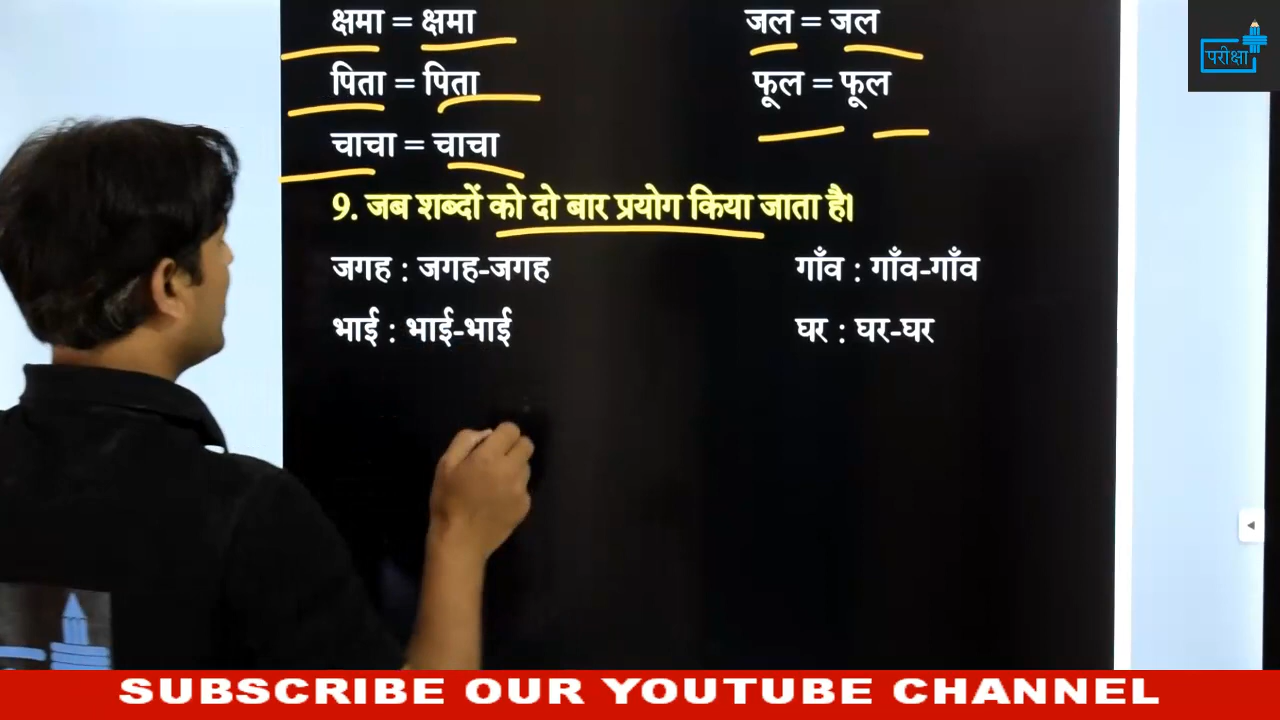 क्षमा = क्षमा जल = जल
पिता = पिता फूल = फूल
चाचा = चाचा
9. जब शब्दों को दो बार प्रयोग किया जाता है।
जगह : जगह-जगह गाँव : गाँव-गाँव
भाई : भाई-भाई घर : घर-घर
परीक्षा
SUBSCRIBE OUR YOUTUBE CHANNEL